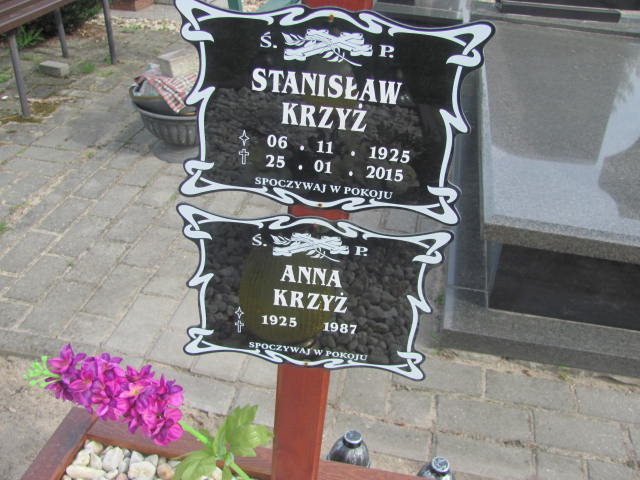 Ś. P.
STANISŁAW
KRZYŻ
06 . 11 . 1925
25 . 01 . 2015
SPOCZYWAJ W POKOJU
Ś. P.
ANNA
KRZYŻ
1925 1987
SPOCZYWAJ W POKOJU